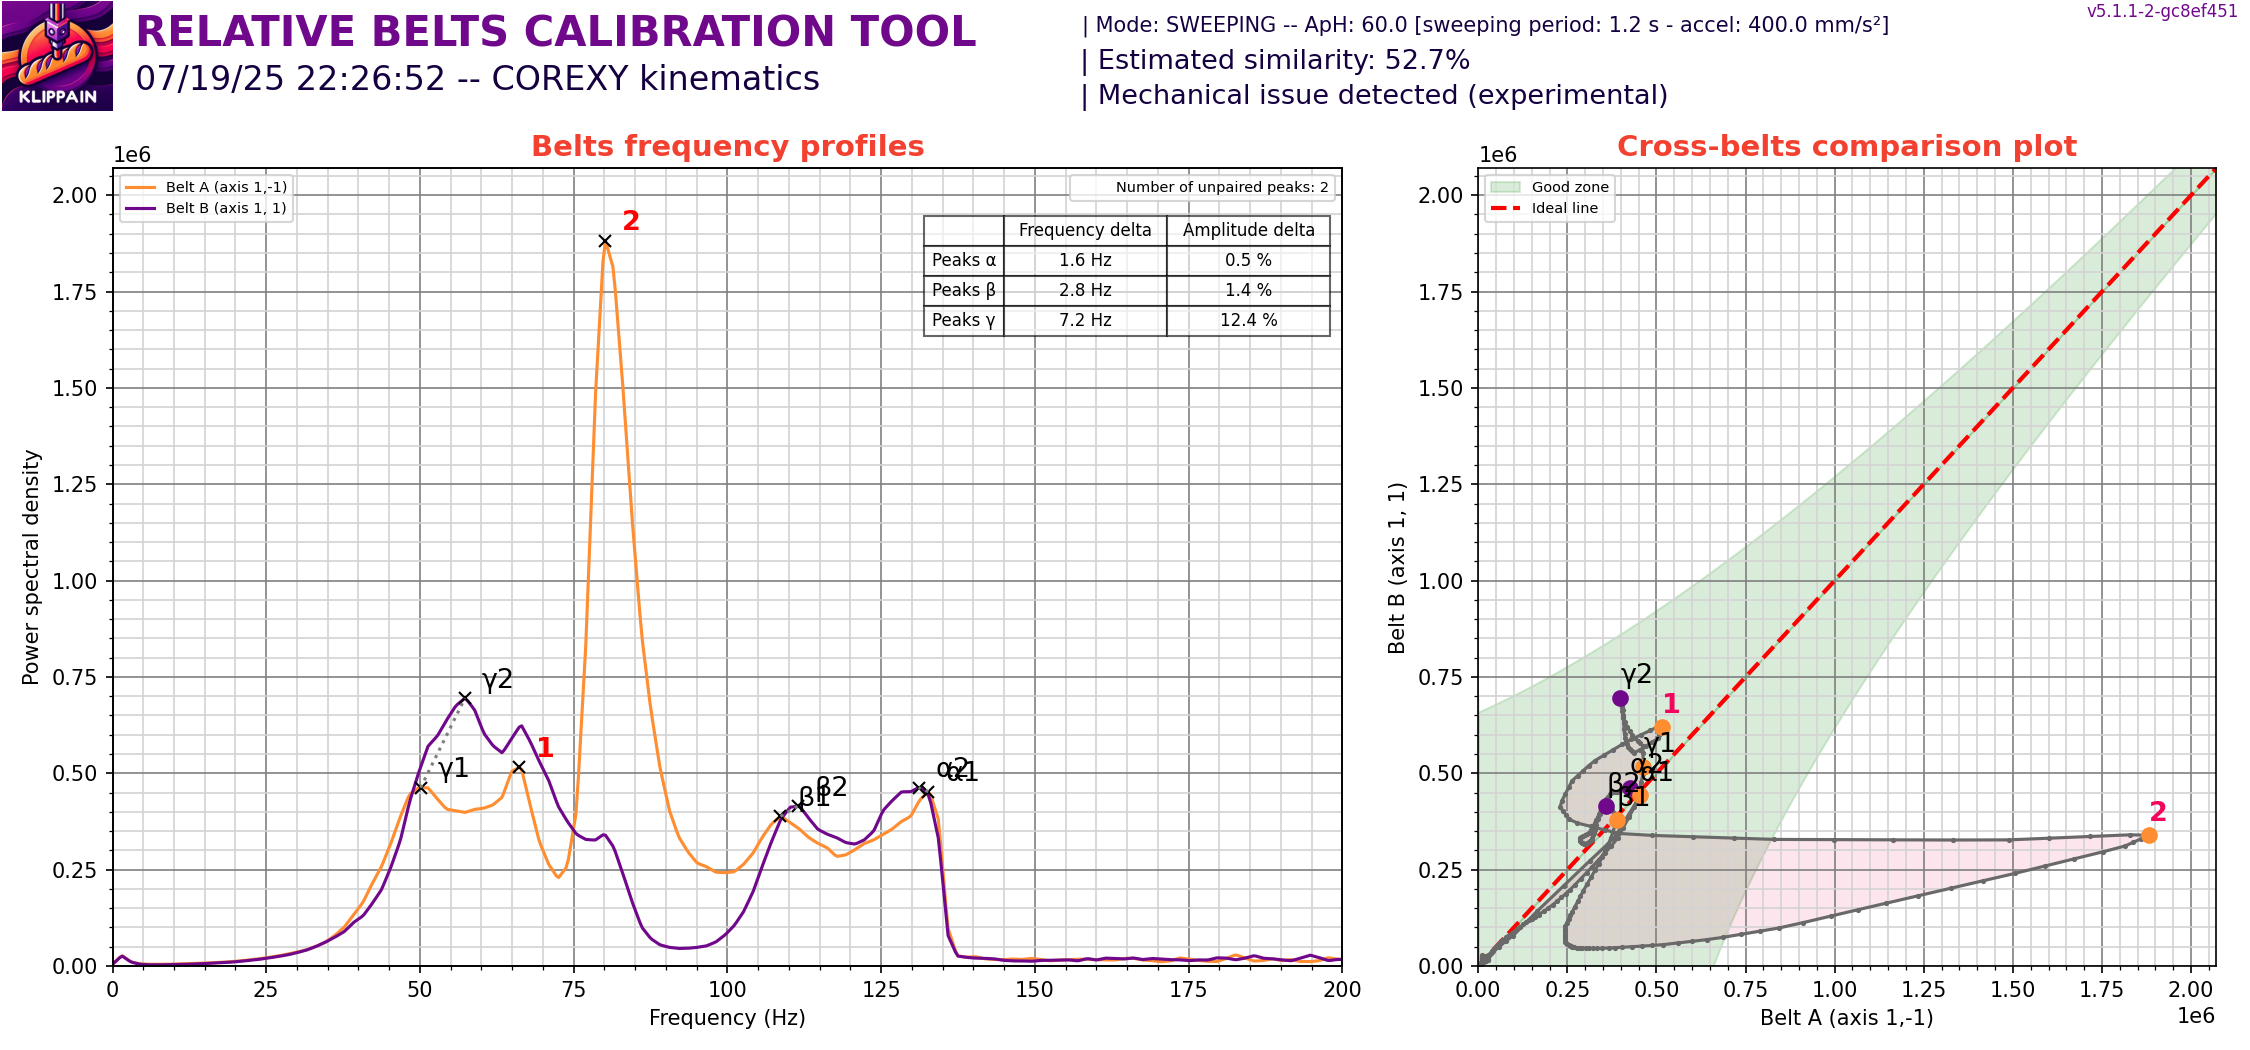 KLIPPAIN
RELATIVE BELTS CALIBRATION TOOL
07/19/25 22:26:52 -- COREXY kinematics
| Mode: SWEEPING -- ApH: 60.0 [sweeping period: 1.2 s - accel: 400.0 mm/s²]
| Estimated similarity: 52.7%
| Mechanical issue detected (experimental)
v5.1.1-2-gc8ef451
Belts frequency profiles
1e6
Belt A (axis 1,-1)
Belt B (axis 1, 1)
Number of unpaired peaks: 2
Frequency delta Amplitude delta
Peaks α 1.6 Hz 0.5 %
Peaks β 2.8 Hz 1.4 %
Peaks γ 7.2 Hz 12.4 %
2
γ2
1
γ1
β2
β1
α2
α1
2.00
1.75
1.50
1.25
1.00
0.75
0.50
0.25
0.00
Power spectral density
0 25 50 75 100 125 150 175 200
Frequency (Hz)
Cross-belts comparison plot
1e6
Good zone
Ideal line
γ2
1
γ1
α2
α1
β2
β1
2
2.00
1.75
1.50
1.25
1.00
0.75
0.50
0.25
0.00
Belt B (axis 1, 1)
0.00 0.25 0.50 0.75 1.00 1.25 1.50 1.75 2.00
1e6
Belt A (axis 1,-1)